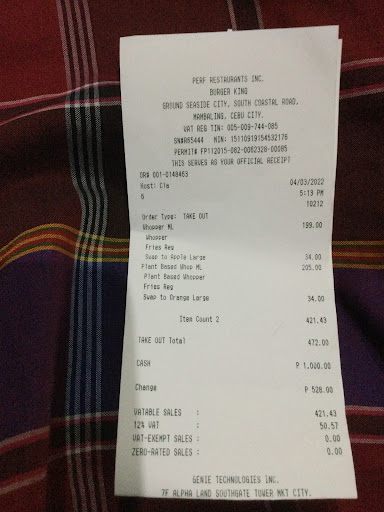 PERF RESTAURANTS INC.
BURGER KING
GROUND SEASIDE CITY, SOUTH COASTAL ROAD,
MAMBALING, CEBU CITY.
VAT REG TIN: 005-009-744-085
SN#A65444 MIN: 15110919154532176
PERMIT# FP112015-082-0062328-00085
THIS SERVES AS YOUR OFFICIAL RECEIPT
OR# 001-0148463
Host: Cla 04/03/2022
6 5:13 PM
10212
Order Type: TAKE OUT
Whopper ML 199.00
Whopper
Fries Reg
Swap to Apple Large 34.00
Plant Based Whop ML 205.00
Plant Based Whopper
Fries Reg
Swap to Orange Large 34.00
Item Count 2 421.43
TAKE OUT Total 472.00
CASH P 1,000.00
Change P 528.00
VATABLE SALES : 421.43
12% VAT : 50.57
VAT-EXEMPT SALES : 0.00
ZERO-RATED SALES : 0.00
GENIE TECHNOLOGIES INC.
7F ALPHA LAND SOUTHGATE TOWER MKT CITY.